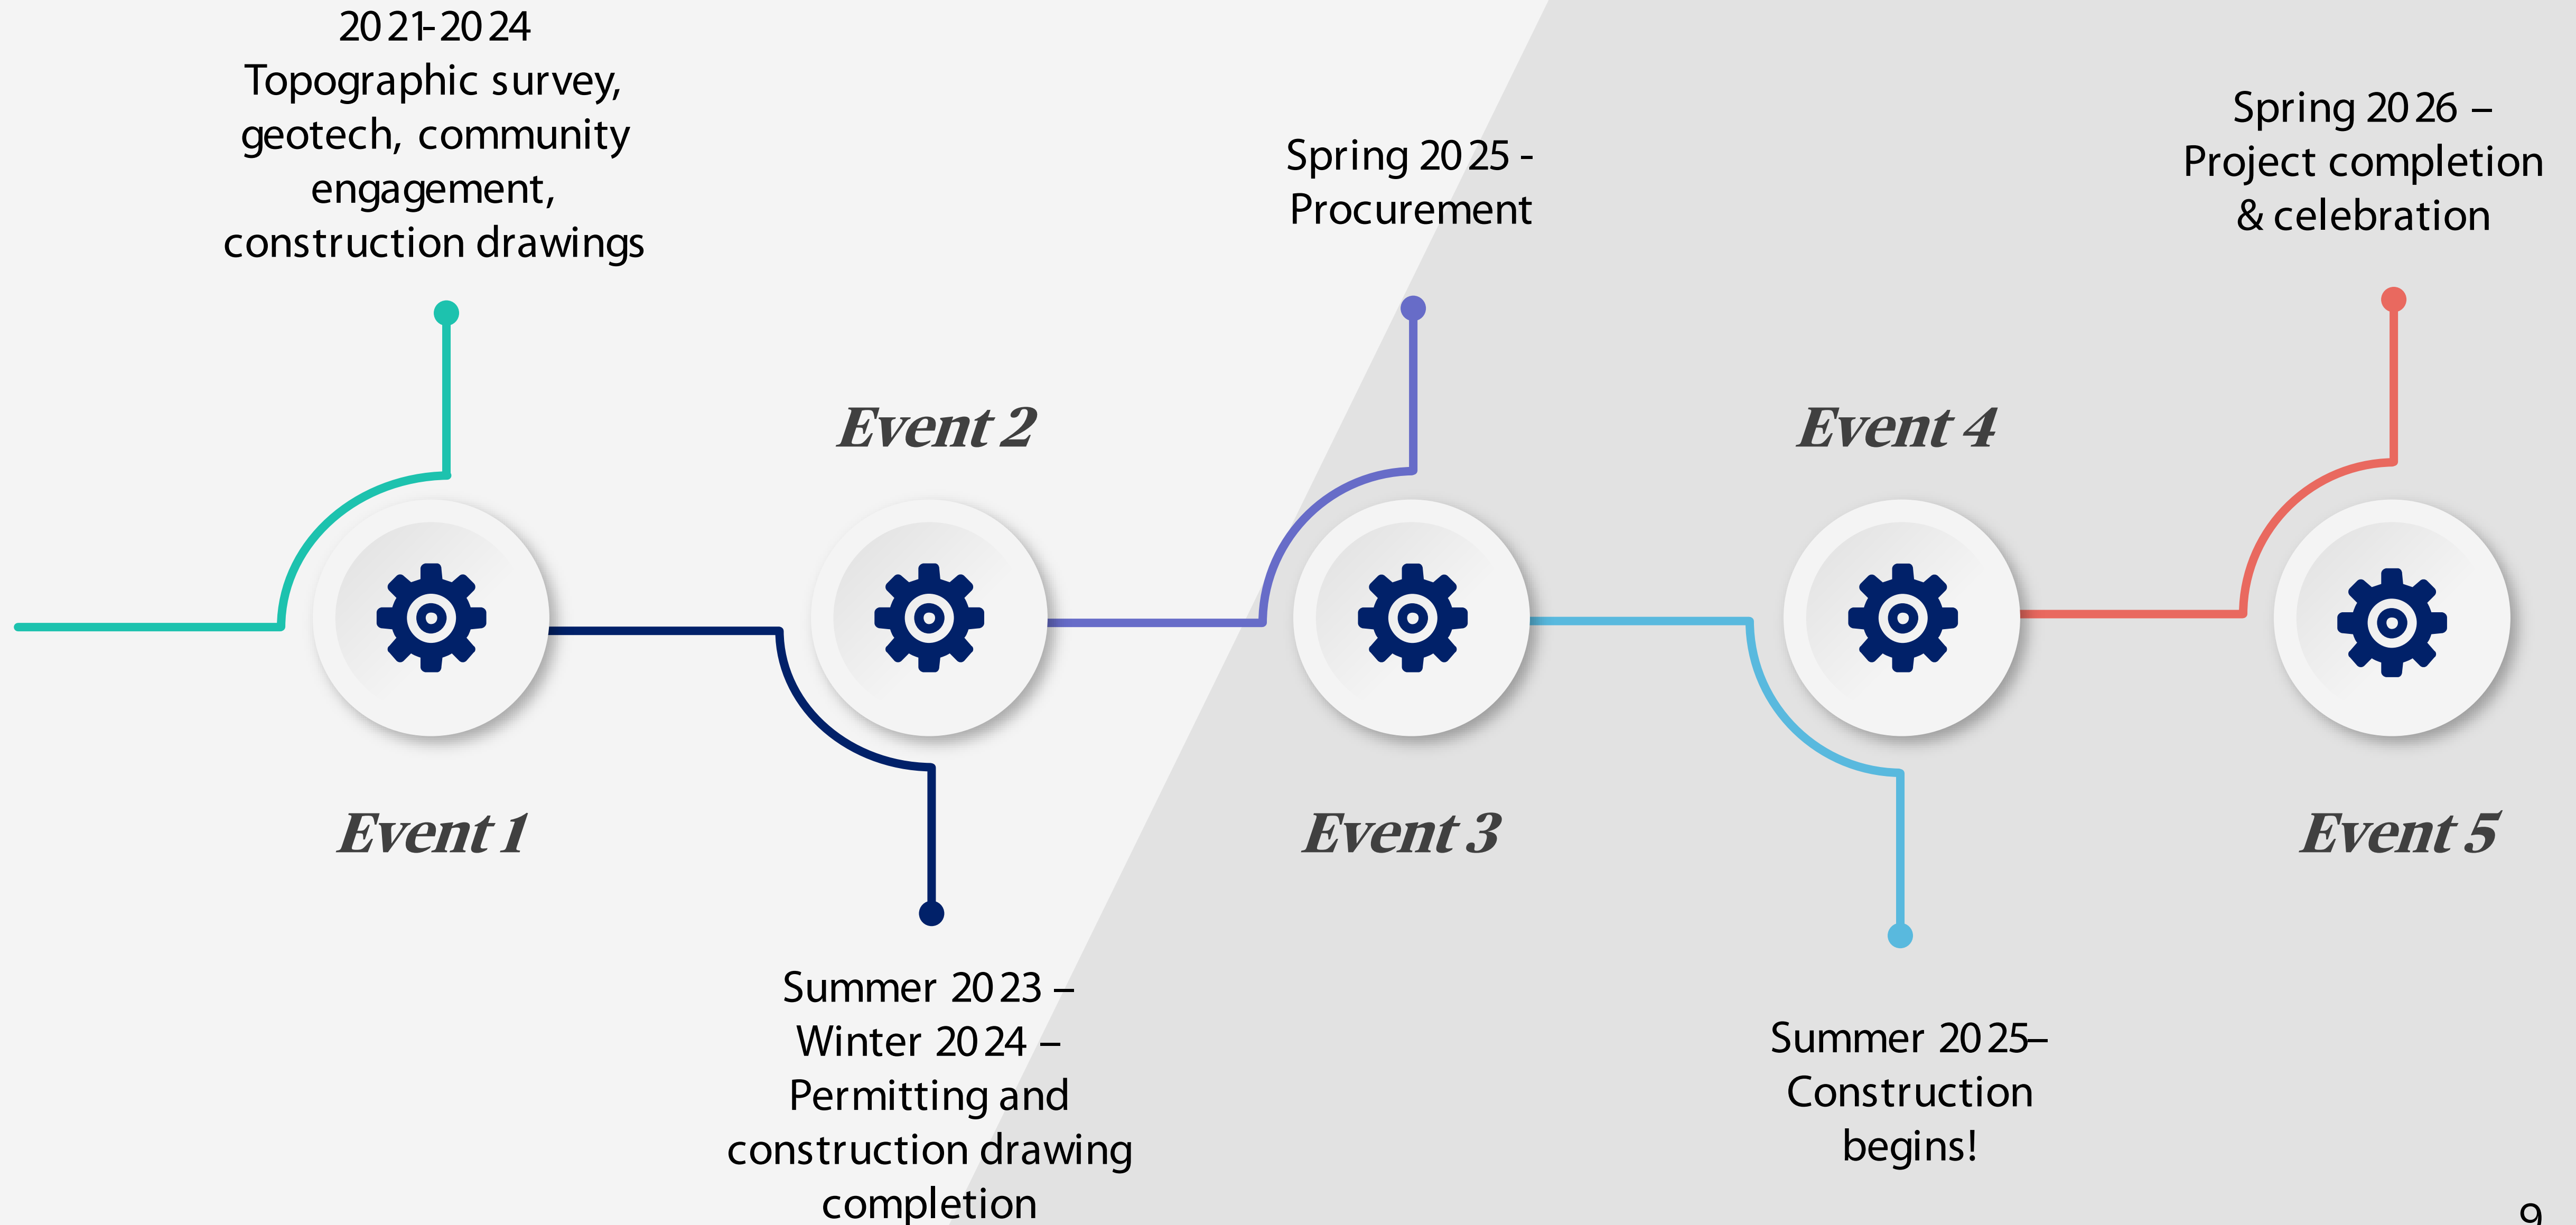 2021-2024
Topographic survey,
geotech, community
engagement,
construction drawings
Event 1
Event 2
Summer 2023 –
Winter 2024 –
Permitting and
construction drawing
completion
Spring 2025 -
Procurement
Event 3
Event 4
Summer 2025–
Construction
begins!
Spring 2026 –
Project completion
& celebration
Event 5
9